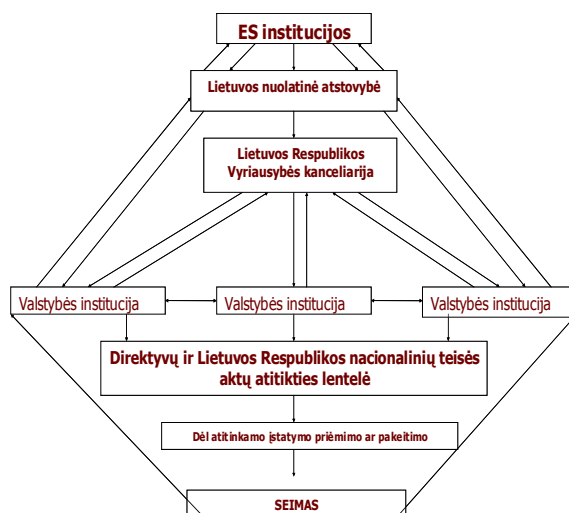 ES institucijos
Lietuvos nuolatinė atstovybė
Lietuvos Respublikos
Vyriausybės kanceliarija
Valstybės institucija
Valstybės institucija
Valstybės institucija
Direktyvų ir Lietuvos Respublikos nacionalinių teisės
aktų atitikties lentelė
Dėl atitinkamo įstatymo priėmimo ar pakeitimo
SEIMAS